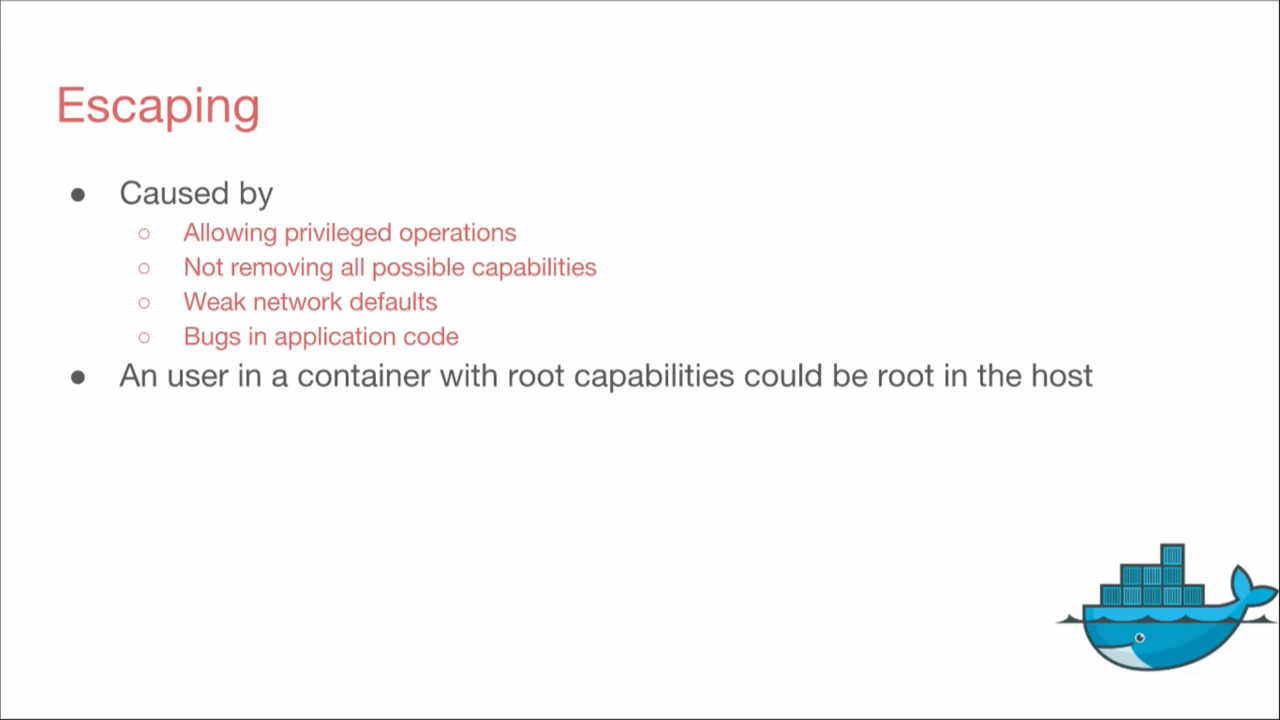 Escaping
● Caused by
○ Allowing privileged operations
○ Not removing all possible capabilities
○ Weak network defaults
○ Bugs in application code
● An user in a container with root capabilities could be root in the host